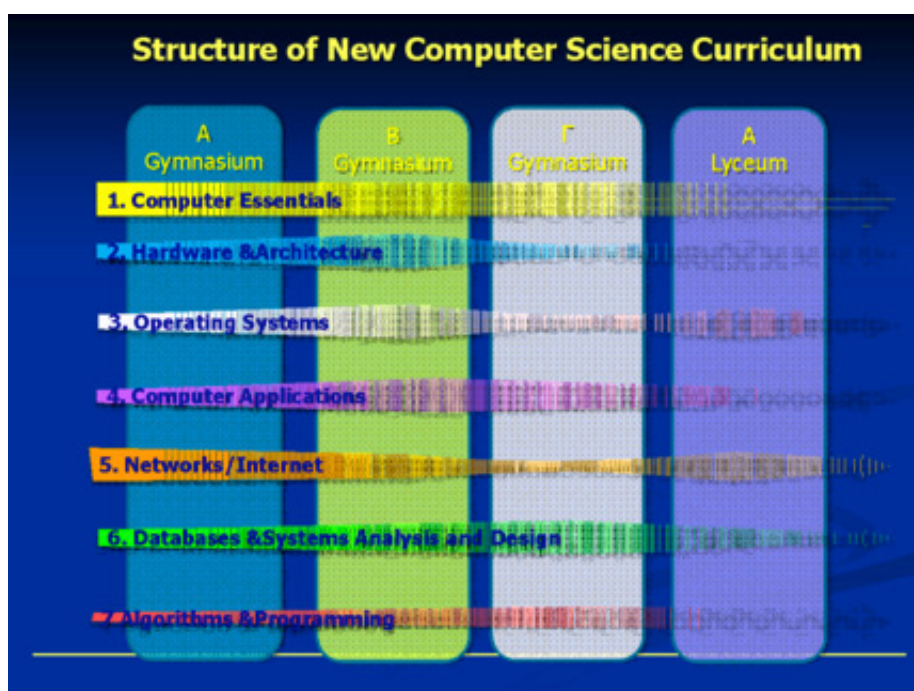 Structure of New Computer Science Curriculum
Α
Gymnasium
Β
Gymnasium
Γ
Gymnasium
Α
Lyceum
1. Computer Essentials
2. Hardware &Architecture
3. Operating Systems
4. Computer Applications
5. Networks/Internet
6. Databases &Systems Analysis and Design
7 Algorithms &Programming